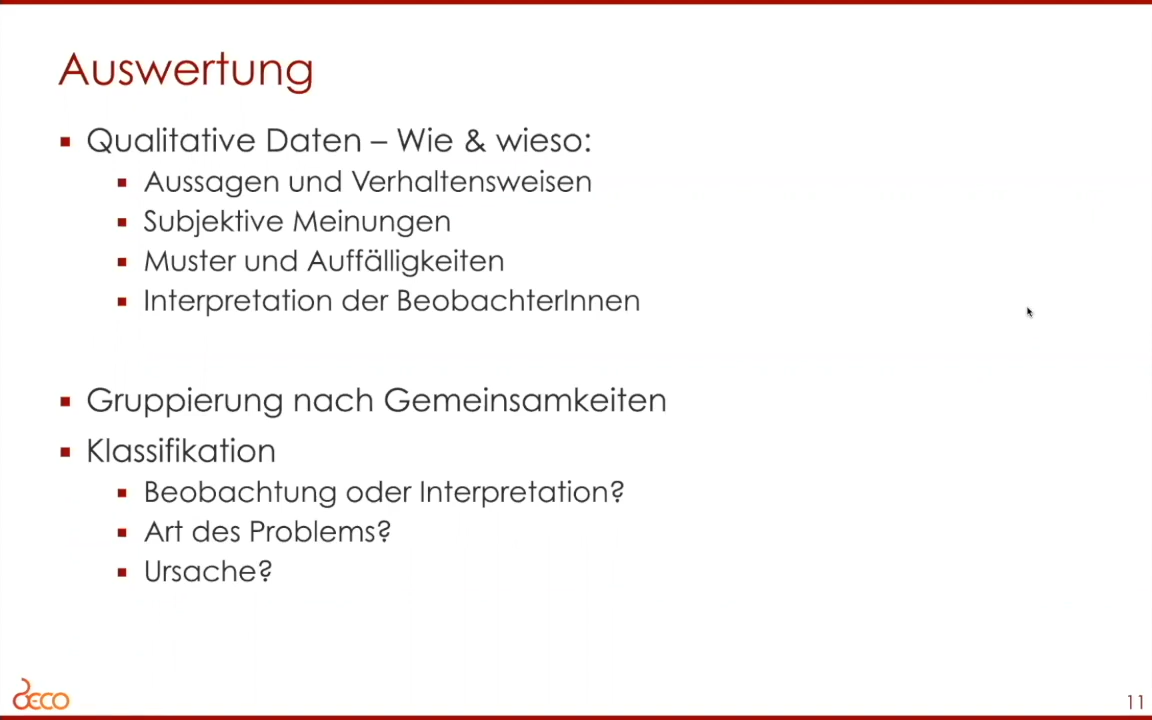 Auswertung
Qualitative Daten – Wie & wieso:
Aussagen und Verhaltensweisen
Subjektive Meinungen
Muster und Auffälligkeiten
Interpretation der BeobachterInnen
Gruppierung nach Gemeinsamkeiten
Klassifikation
Beobachtung oder Interpretation?
Art des Problems?
Ursache?
DECO
11